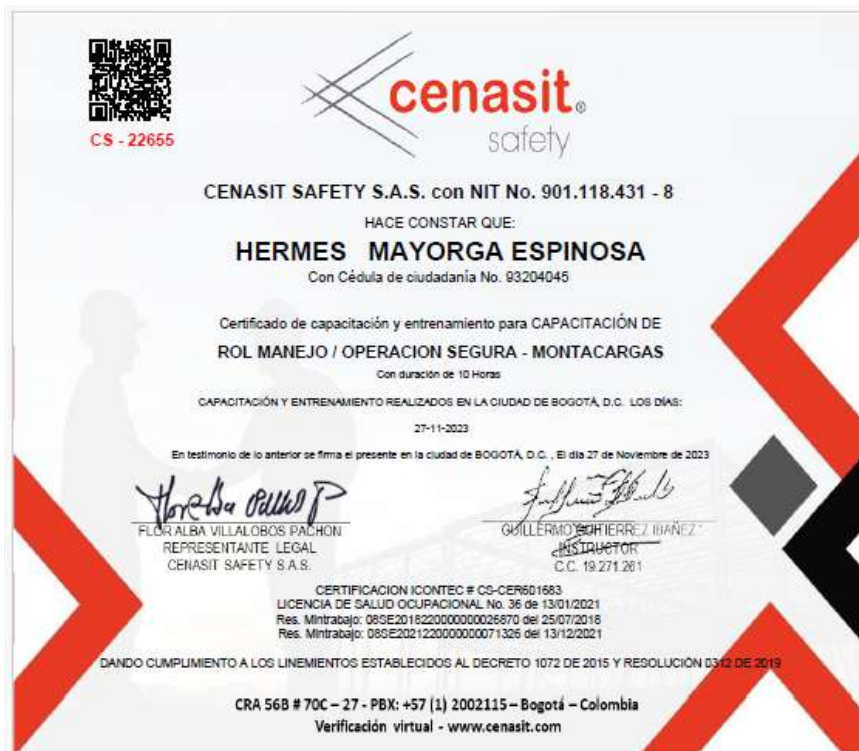 CS - 22655
cenasit®
safety
CENASIT SAFETY S.A.S. con NIT No. 901.118.431 - 8
HACE CONSTAR QUE:
HERMES MAYORGA ESPINOSA
Con Cédula de ciudadanía No. 93204045
Certificado de capacitación y entrenamiento para CAPACITACIÓN DE
ROL MANEJO / OPERACION SEGURA - MONTACARGAS
Con duración de 10 Horas
CAPACITACIÓN Y ENTRENAMIENTO REALIZADOS EN LA CIUDAD DE BOGOTÁ, D.C. LOS DÍAS:
27-11-2023
En testimonio de lo anterior se firma el presente en la ciudad de BOGOTÁ, D.C. , El día 27 de Noviembre de 2023
FLOR ALBA VILLALOBOS PACHON
REPRESENTANTE LEGAL
CENASIT SAFETY S.A.S.
GUILLERMO GUITIERREZ IBAÑEZ
INSTRUCTOR
C.C. 19.271.261
CERTIFICACION ICONTEC # CS-CER601683
LICENCIA DE SALUD OCUPACIONAL No. 36 de 13/01/2021
Res. Mintrabajo: 08SE2018220000000026870 del 25/07/2018
Res. Mintrabajo: 08SE2021220000000071326 del 13/12/2021
DANDO CUMPLIMIENTO A LOS LINEMIENTOS ESTABLECIDOS AL DECRETO 1072 DE 2015 Y RESOLUCIÓN 0312 DE 2019
CRA 56B # 70C – 27 - PBX: +57 (1) 2002115 – Bogotá – Colombia
Verificación virtual - www.cenasit.com